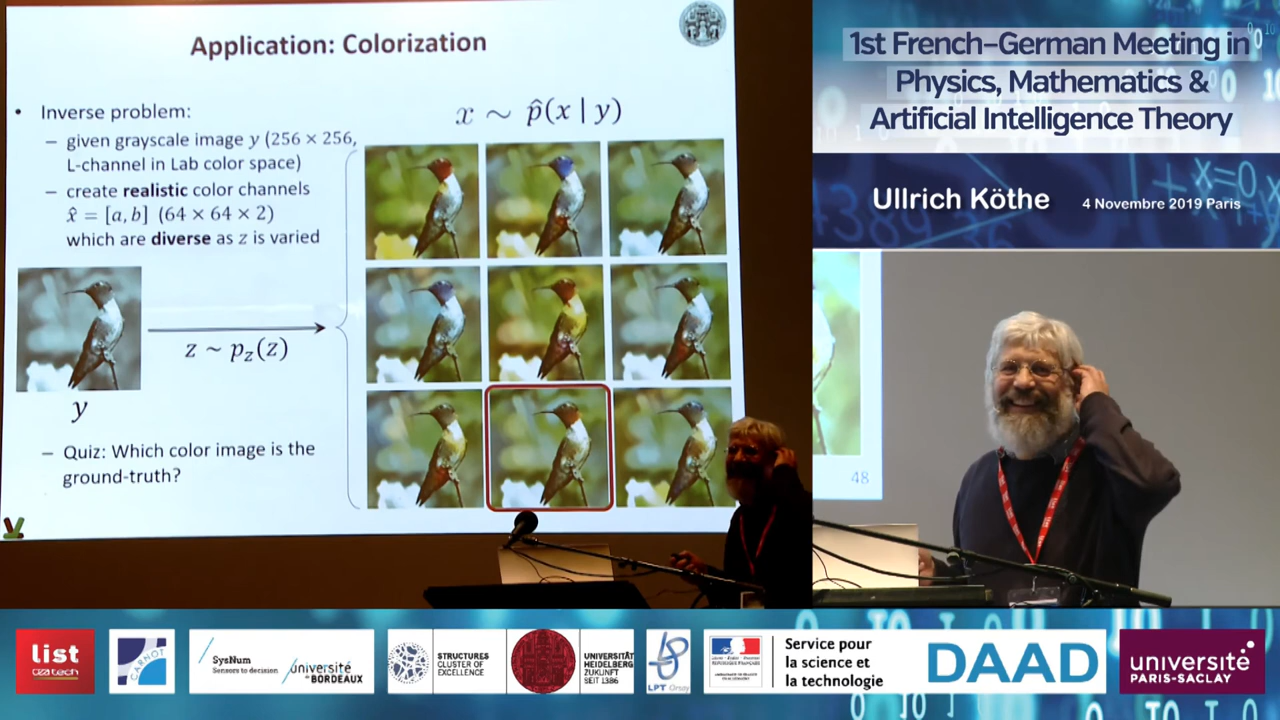 Application: Colorization
• Inverse problem:
– given grayscale image y (256 × 256,
L-channel in Lab color space)
– create realistic color channels
x̂ = [a, b] (64 × 64 × 2)
which are diverse as z is varied
x ∼ p̂(x | y)
z ∼ p_z(z)
y
– Quiz: Which color image is the
ground-truth?
1st French–German Meeting in
Physics, Mathematics &
Artificial Intelligence Theory
Ullrich Köthe
4 Novembre 2019 Paris
48
list
CARNOT
SysNum
Sensors to decision
université
de BORDEAUX
STRUCTURES
CLUSTER OF
EXCELLENCE
UNIVERSITÄT
HEIDELBERG
ZUKUNFT
SEIT 1386
LPT Orsay
Service pour
la science et
la technologie
DAAD
université
PARIS-SACLAY